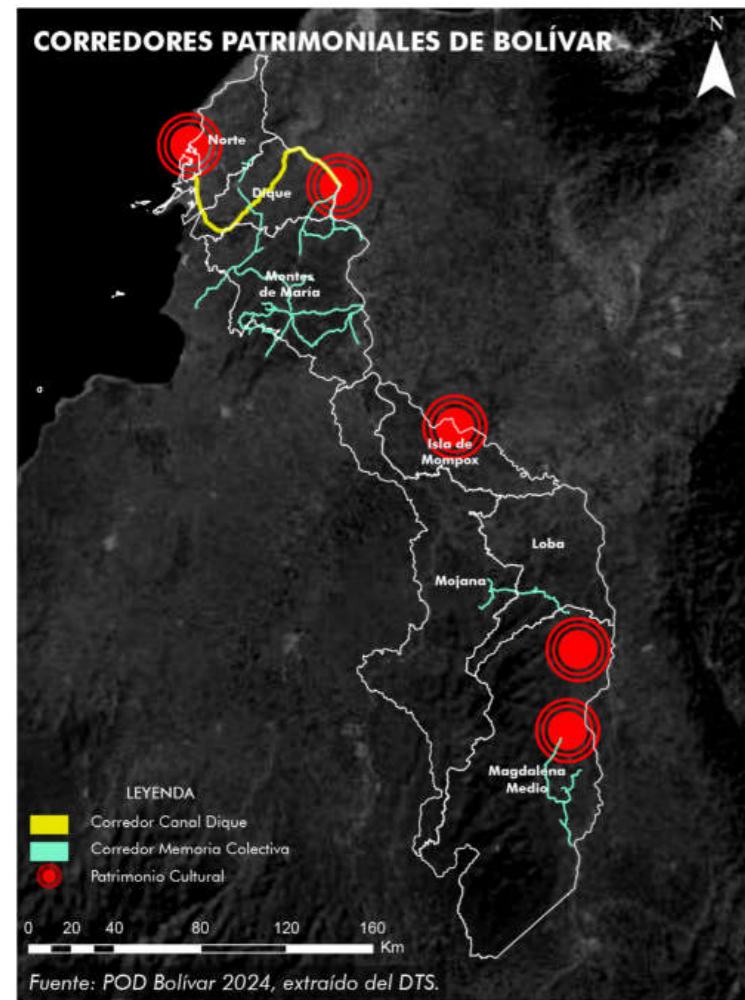 CORREDORES PATRIMONIALES DE BOLÍVAR
N
Norte
Dique
Montes
de María
Isla de
Mompox
Loba
Mojana
Magdalena
Medio
LEYENDA
Corredor Canal Dique
Corredor Memoria Colectiva
Patrimonio Cultural
0 20 40 80 120 160
Km
Fuente: POD Bolívar 2024, extraído del DTS.